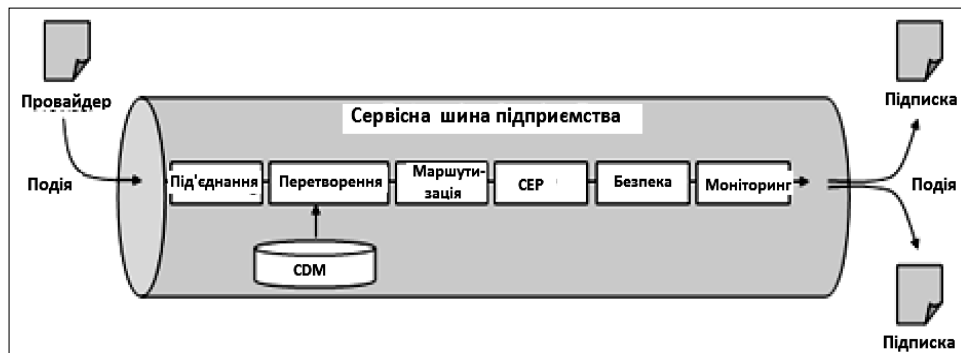 Провайдер
Підписка
Сервісна шина підприємства
Подія
Під'єднання
Перетворення
Маршути-
зація
CEP
Безпека
Моніторинг
Подія
CDM
Підписка